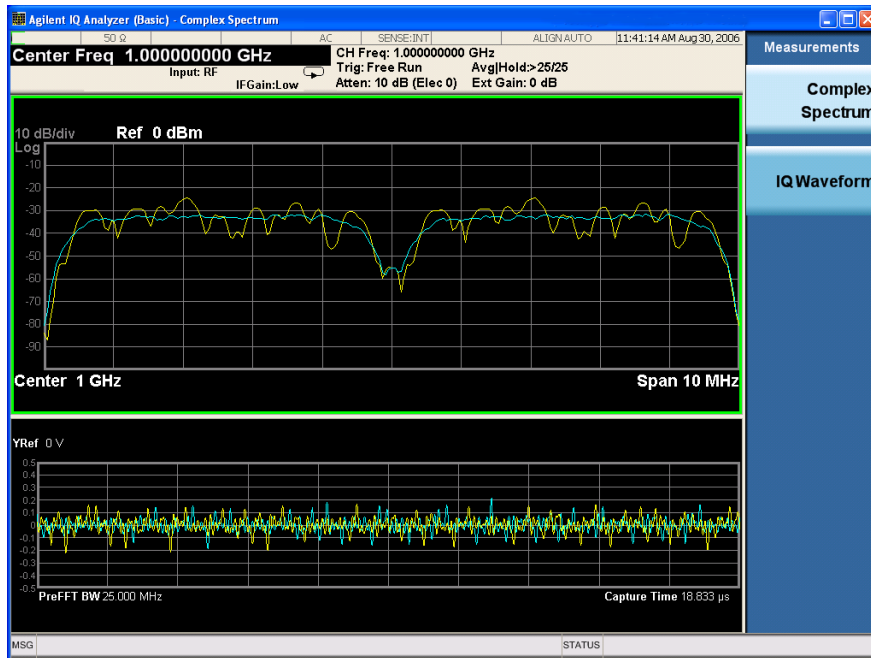 Agilent IQ Analyzer (Basic) - Complex Spectrum
50 Ω AC SENSE:INT ALIGN AUTO 11:41:14 AM Aug 30, 2006
Center Freq 1.000000000 GHz
Input: RF
IFGain:Low
CH Freq: 1.000000000 GHz
Trig: Free Run
Atten: 10 dB (Elec 0)
Avg|Hold:>25/25
Ext Gain: 0 dB
Measurements
Complex
Spectrum
IQ Waveform
10 dB/div Ref 0 dBm
Log
-10
-20
-30
-40
-50
-60
-70
-80
-90
Center 1 GHz Span 10 MHz
YRef 0 V
0.5
0.4
0.3
0.2
0.1
0
-0.1
-0.2
-0.3
-0.4
-0.5
PreFFT BW 25.000 MHz Capture Time 18.833 µs
MSG STATUS